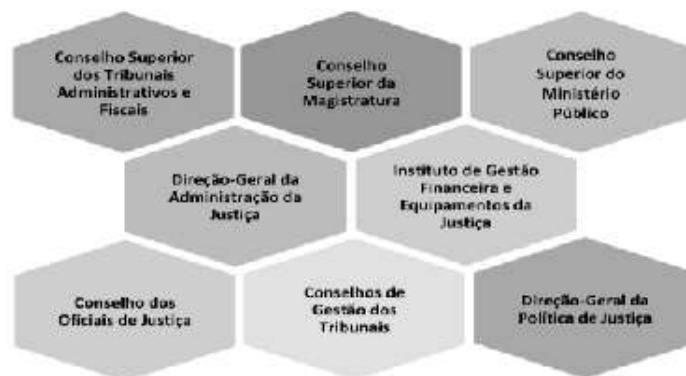 Conselho Superior
dos Tribunais
Administrativos e
Fiscais
Conselho
Superior da
Magistratura
Conselho
Superior do
Ministério
Público
Direção-Geral da
Administração da
Justiça
Instituto de Gestão
Financeira e
Equipamentos da
Justiça
Conselho dos
Oficiais de Justiça
Conselhos de
Gestão dos
Tribunais
Direção-Geral da
Política de Justiça